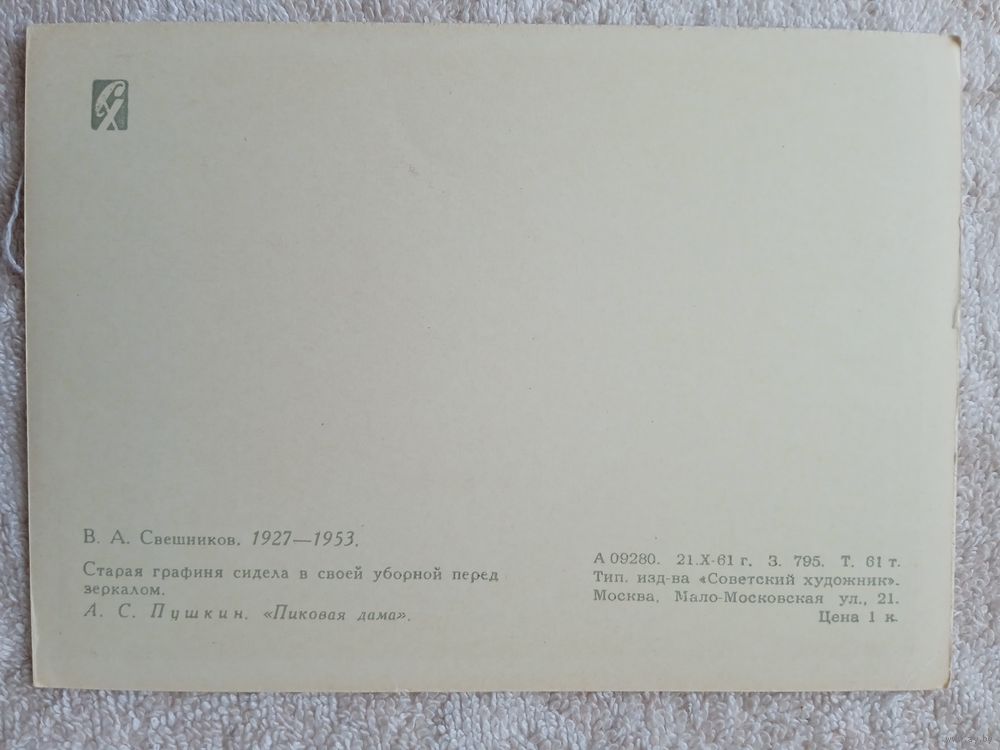 СХ
В. А. Свешников. 1927—1953.
Старая графиня сидела в своей уборной перед
зеркалом.
А. С. Пушкин. «Пиковая дама».
А 09280. 21.X-61 г. З. 795. Т. 61 т.
Тип. изд-ва «Советский художник».
Москва, Мало-Московская ул., 21.
Цена 1 к.